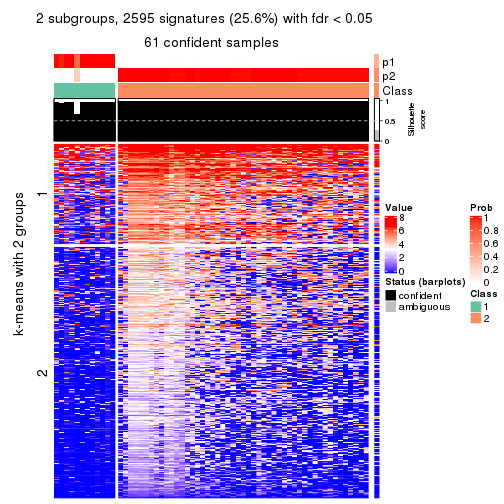 2 subgroups, 2595 signatures (25.6%) with fdr < 0.05
61 confident samples
p1
p2
Class
1
0.5
0
Silhouette
score
k-means with 2 groups
1
2
Value
8
6
4
2
0
Prob
1
0.8
0.6
0.4
0.2
0
Status (barplots)
confident
ambiguous
Class
1
2